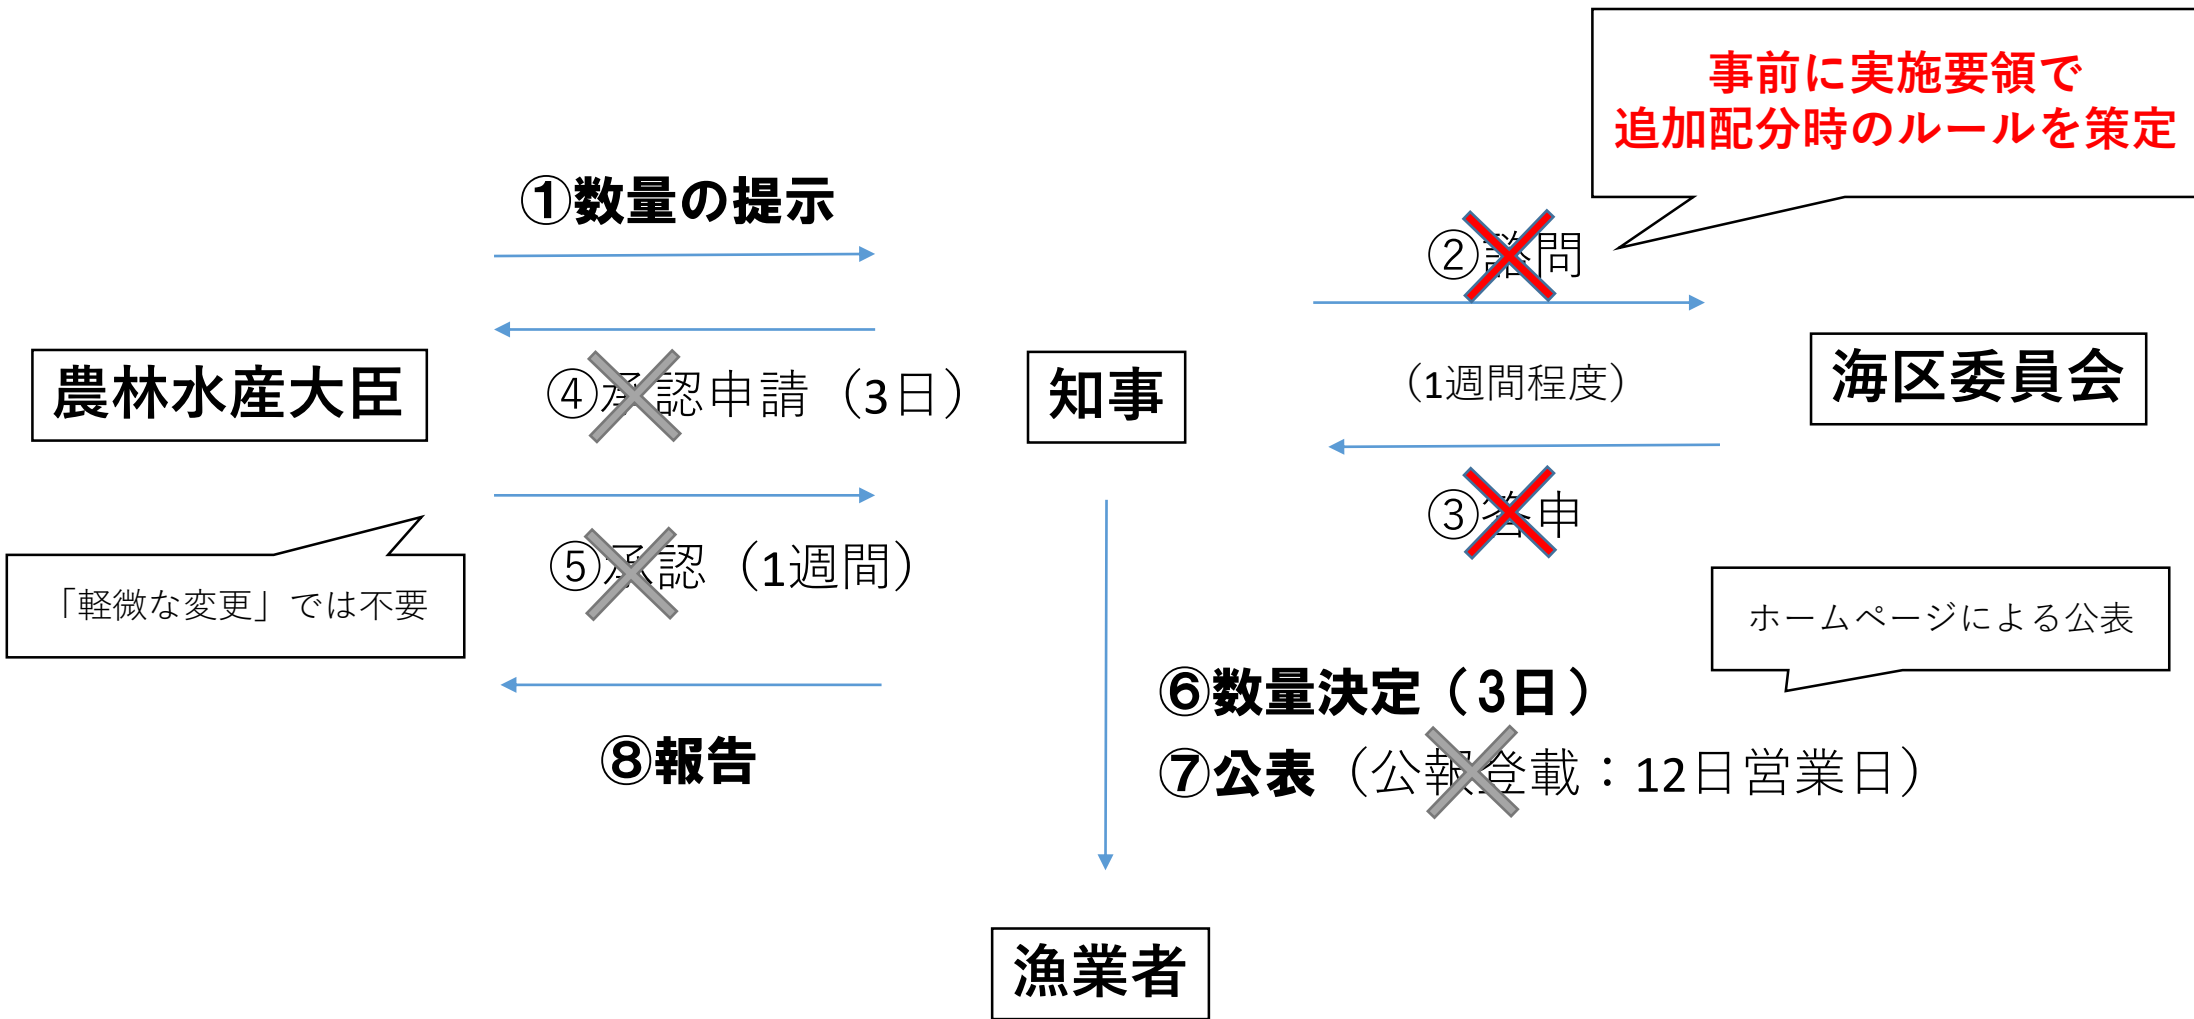 事前に実施要領で
追加配分時のルールを策定
①数量の提示
②諮問
農林水産大臣
④承認申請（3日）
知事
（1週間程度）
海区委員会
③答申
⑤承認（1週間）
「軽微な変更」では不要
ホームページによる公表
⑥数量決定（3日）
⑧報告
⑦公表（公報登載：12日営業日）
漁業者